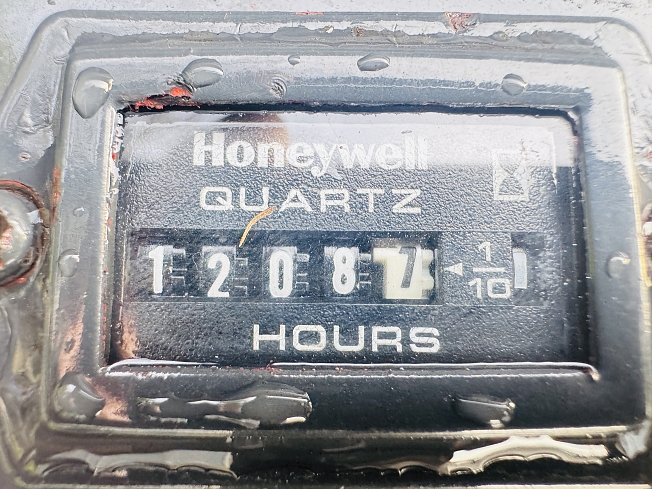 Honeywell
QUARTZ
12087 ◄ 1/10
HOURS